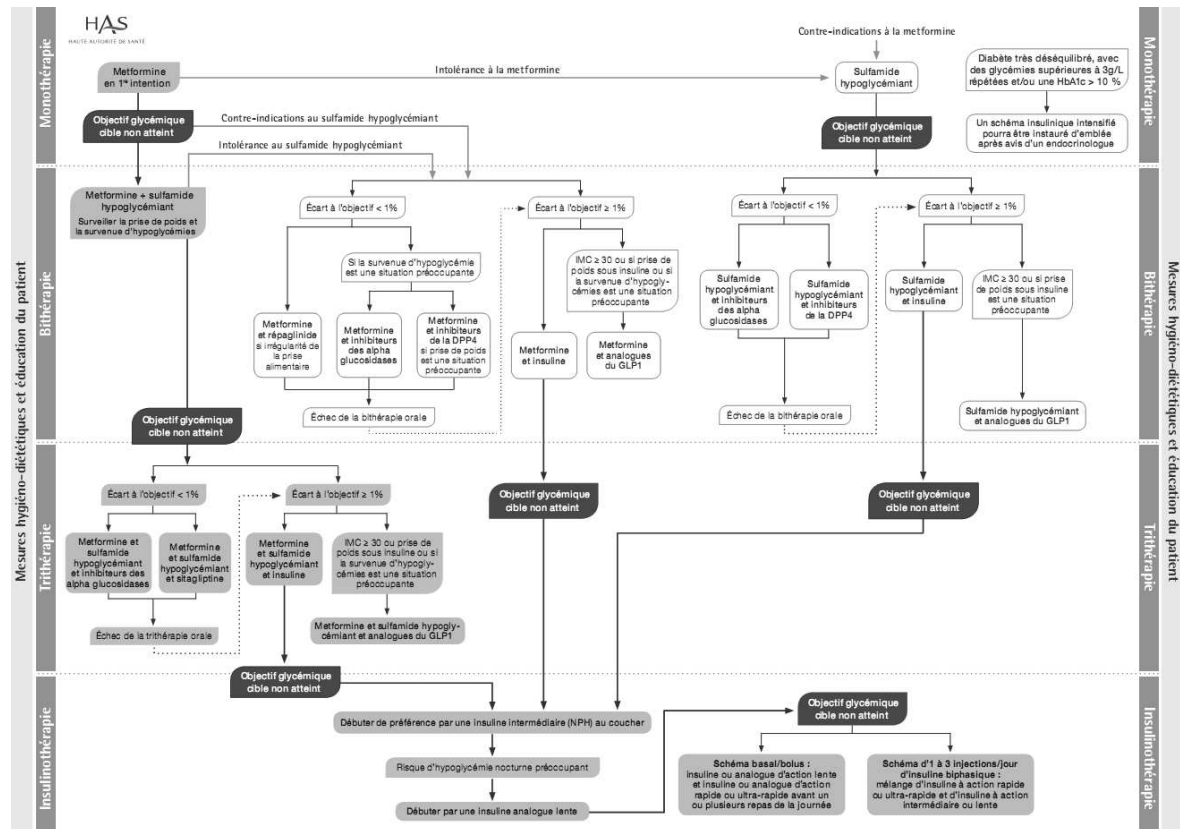 HAS
HAUTE AUTORITÉ DE SANTÉ
Mesures hygiéno-diététiques et éducation du patient
Monothérapie
Metformine
en 1re intention
Intolérance à la metformine
Contre-indications à la metformine
Sulfamide
hypoglycémiant
Diabète très déséquilibré, avec
des glycémies supérieures à 3g/L
répétées et/ou une HbA1c > 10 %
Objectif glycémique
cible non atteint
Contre-indications au sulfamide hypoglycémiant
Objectif glycémique
cible non atteint
Un schéma insulinique intensifié
pourra être instauré d'emblée
après avis d'un endocrinologue
Intolérance au sulfamide hypoglycémiant
Monothérapie
Bithérapie
Metformine + sulfamide
hypoglycémiant
Surveiller la prise de poids et
la survenue d'hypoglycémies
Écart à l'objectif < 1%
Écart à l'objectif ≥ 1%
Si la survenue d'hypoglycémie
est une situation préoccupante
IMC ≥ 30 ou si prise de
poids sous insuline ou si
la survenue d'hypogly-
cémies est une situation
préoccupante
Metformine
et répaglinide
si irrégularité de
la prise
alimentaire
Metformine
et inhibiteurs
des alpha
glucosidases
Metformine
et inhibiteurs
de la DPP4
si prise de poids
est une situation
préoccupante
Metformine
et insuline
Metformine
et analogues
du GLP1
Échec de la bithérapie orale
Écart à l'objectif < 1%
Écart à l'objectif ≥ 1%
Sulfamide
hypoglycémiant
et inhibiteurs
des alpha
glucosidases
Sulfamide
hypoglycémiant
et inhibiteurs
de la DPP4
Sulfamide
hypoglycémiant
et insuline
IMC ≥ 30 ou si prise
de poids sous insuline
est une situation
préoccupante
Échec de la bithérapie orale
Sulfamide hypoglycémiant
et analogues du GLP1
Bithérapie
Objectif glycémique
cible non atteint
Trithérapie
Écart à l'objectif < 1%
Écart à l'objectif ≥ 1%
Objectif glycémique
cible non atteint
Objectif glycémique
cible non atteint
Metformine et
sulfamide
hypoglycémiant
et inhibiteurs des
alpha glucosidases
Metformine
et sulfamide
hypoglycémiant
et sitagliptine
Metformine
et sulfamide
hypoglycémiant
et insuline
IMC ≥ 30 ou prise de
poids sous insuline ou si
la survenue d'hypogly-
cémies est une situation
préoccupante
Échec de la trithérapie orale
Metformine et sulfamide hypogly-
cémiant et analogues du GLP1
Trithérapie
Objectif glycémique
cible non atteint
Insulinothérapie
Débuter de préférence par une insuline intermédiaire (NPH) au coucher
Risque d'hypoglycémie nocturne préoccupant
Débuter par une insuline analogue lente
Objectif glycémique
cible non atteint
Schéma basal/bolus :
insuline ou analogue d'action lente
et insuline ou analogue d'action
rapide ou ultra-rapide avant un
ou plusieurs repas de la journée
Schéma d'1 à 3 injections/jour
d'insuline biphasique :
mélange d'insuline à action rapide
ou ultra-rapide et d'insuline à action
intermédiaire ou lente
Insulinothérapie
Mesures hygiéno-diététiques et éducation du patient